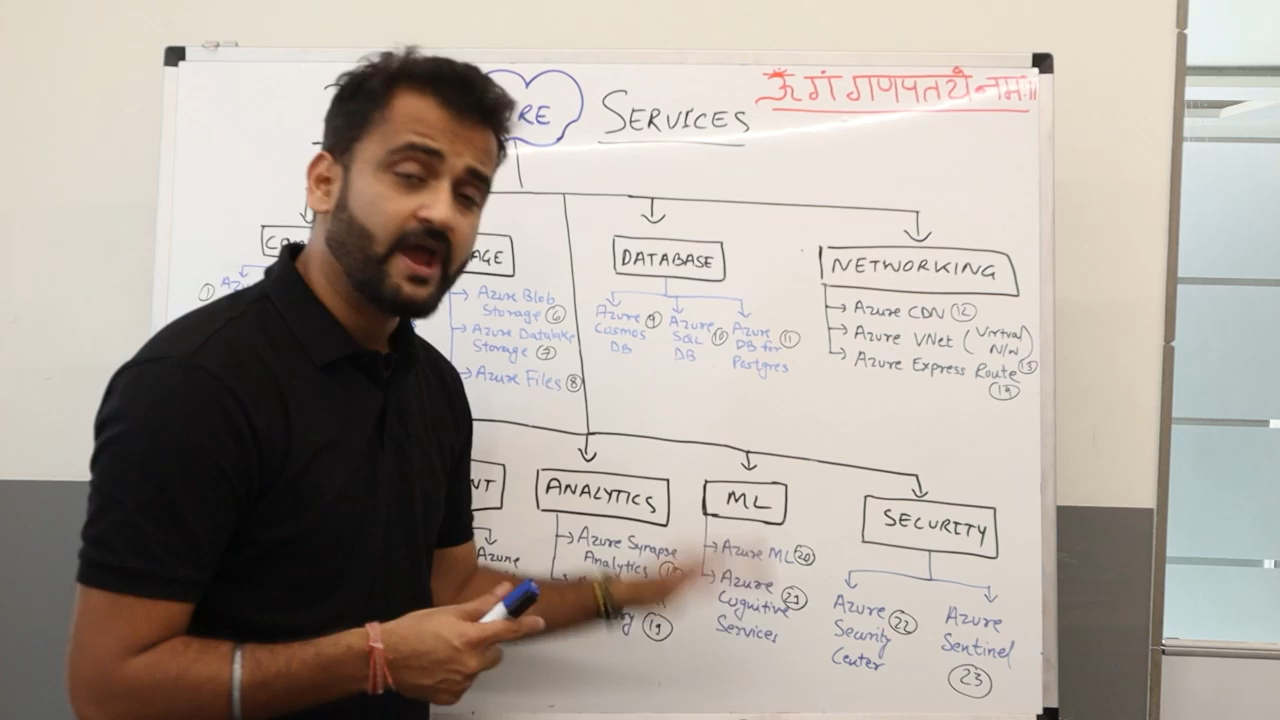 ॐ गं गणपतये नमः॥
RE SERVICES
AGE
DATABASE
NETWORKING
①
Azure Blob
Storage ⑥
Azure Datalake
Storage ⑦
Azure Files ⑧
Azure ⑨
Cosmos
DB
Azure
SQL ⑩
DB
Azure
DB for ⑪
Postgres
Azure CDN ⑫
Azure VNet (Virtual
N/W) ⑬
Azure Express Route
⑭
NT
ANALYTICS
ML
SECURITY
Azure
Azure Synapse
Analytics
⑲
Azure ML ⑳
Azure ㉑
Cognitive
Services
Azure ㉒
Security
Center
Azure
Sentinel
㉓